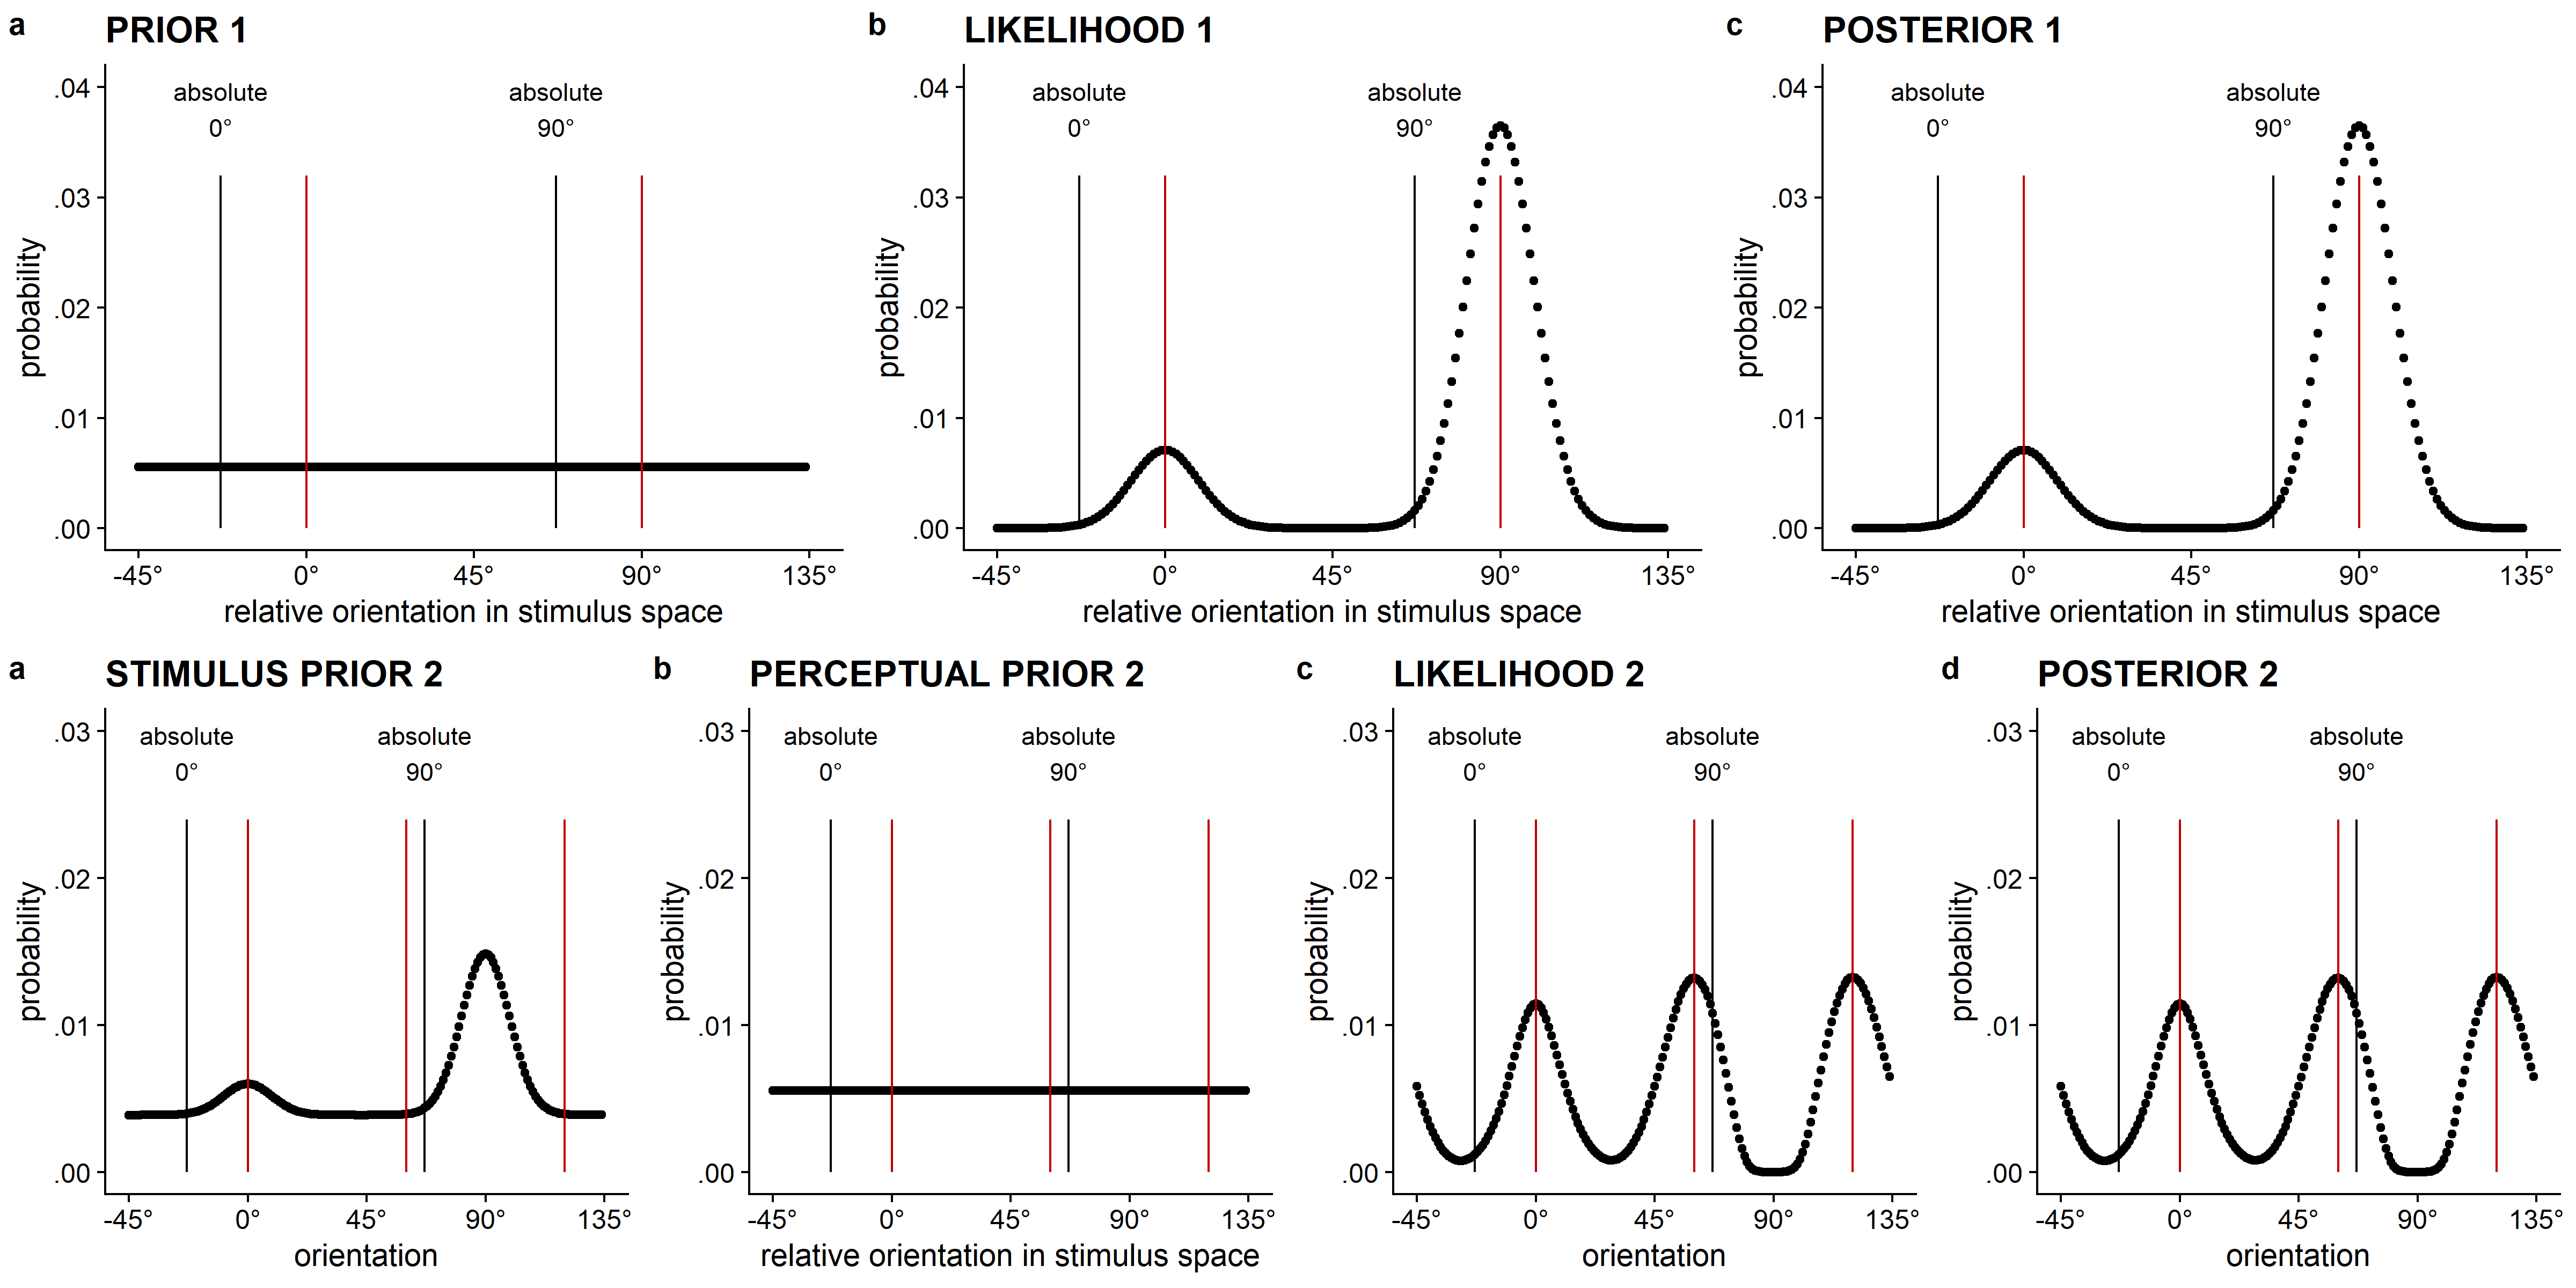 a PRIOR 1
.04
.03
.02
.01
.00
probability
absolute
0°
absolute
90°
-45° 0° 45° 90° 135°
relative orientation in stimulus space
b LIKELIHOOD 1
.04
.03
.02
.01
.00
probability
absolute
0°
absolute
90°
-45° 0° 45° 90° 135°
relative orientation in stimulus space
c POSTERIOR 1
.04
.03
.02
.01
.00
probability
absolute
0°
absolute
90°
-45° 0° 45° 90° 135°
relative orientation in stimulus space
a STIMULUS PRIOR 2
.03
.02
.01
.00
probability
absolute
0°
absolute
90°
-45° 0° 45° 90° 135°
orientation
b PERCEPTUAL PRIOR 2
.03
.02
.01
.00
probability
absolute
0°
absolute
90°
-45° 0° 45° 90° 135°
relative orientation in stimulus space
c LIKELIHOOD 2
.03
.02
.01
.00
probability
absolute
0°
absolute
90°
-45° 0° 45° 90° 135°
orientation
d POSTERIOR 2
.03
.02
.01
.00
probability
absolute
0°
absolute
90°
-45° 0° 45° 90° 135°
orientation